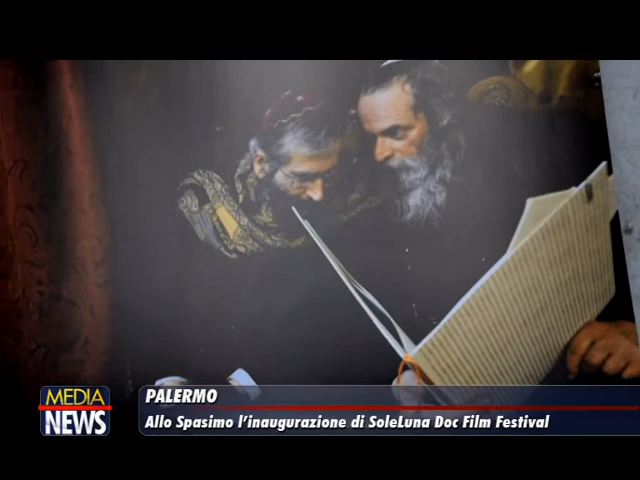 MEDIA
NEWS
PALERMO
Allo Spasimo l'inaugurazione di SoleLuna Doc Film Festival